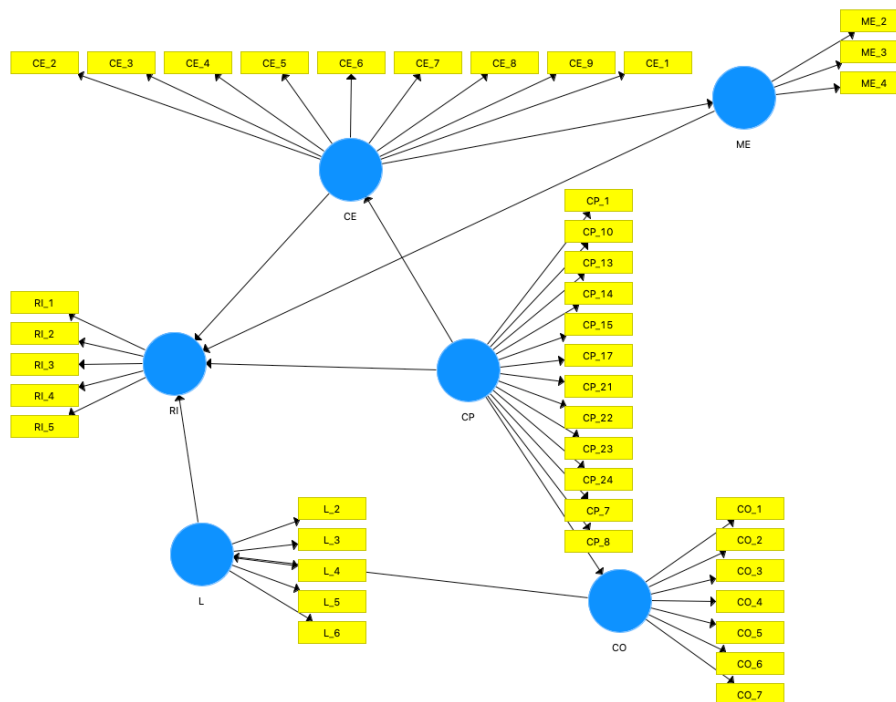 ME_2
CE_2 CE_3 CE_4 CE_5 CE_6 CE_7 CE_8 CE_9 CE_1
ME_3
ME_4
ME
CE
CP_1
CP_10
CP_13
CP_14
CP_15
CP_17
CP_21
CP_22
CP_23
CP_24
CP_7
CP_8
RI_1
RI_2
RI_3
RI_4
RI_5
RI
CP
L_2
L_3
L_4
L_5
L_6
L
CO_1
CO_2
CO_3
CO_4
CO_5
CO_6
CO_7
CO